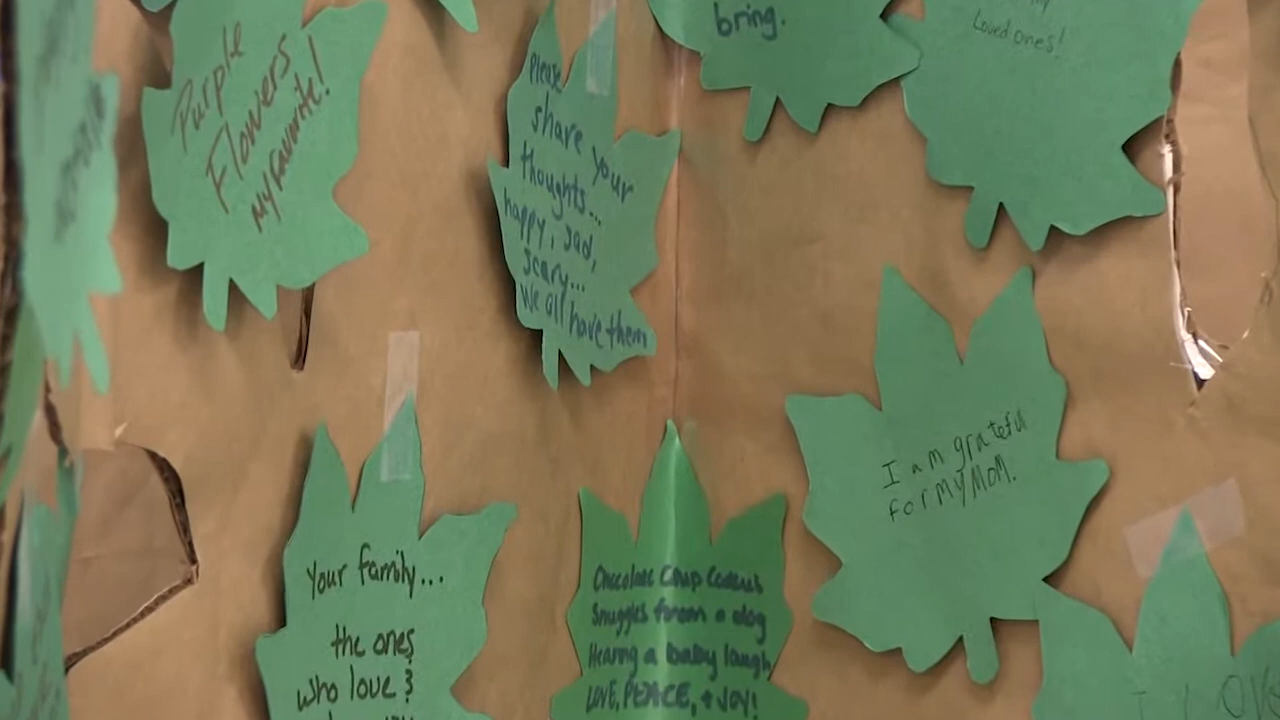 Purple
Flowers
My favorite!
Please
share your
thoughts...
happy, sad,
scary...
We all have them
bring.
Loved ones!
Your family...
the ones
who love &
I am grateful
for MY MOM.
Chocolate Chip Cookies
Snuggles from a dog
Hearing a baby laugh
LOVE, PEACE, + JOY!
I